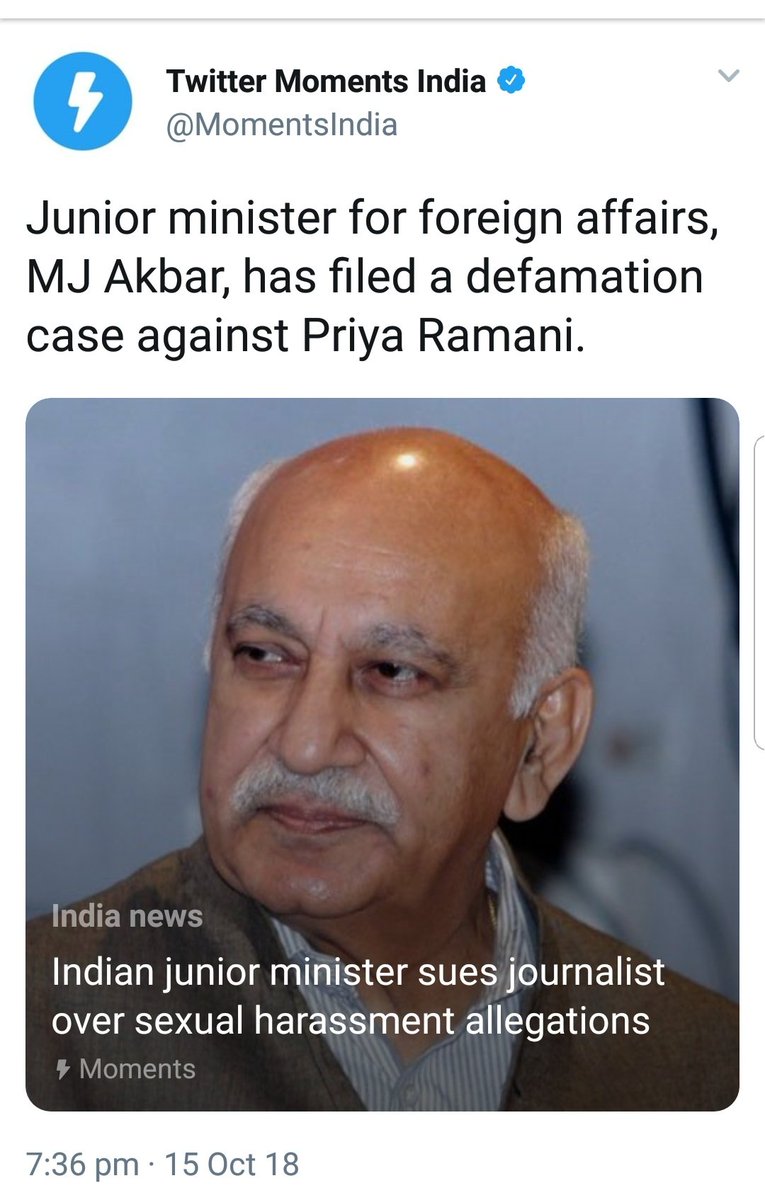 Twitter Moments India
@MomentsIndia
Junior minister for foreign affairs,
MJ Akbar, has filed a defamation
case against Priya Ramani.
India news
Indian junior minister sues journalist
over sexual harassment allegations
Moments
7:36 pm · 15 Oct 18